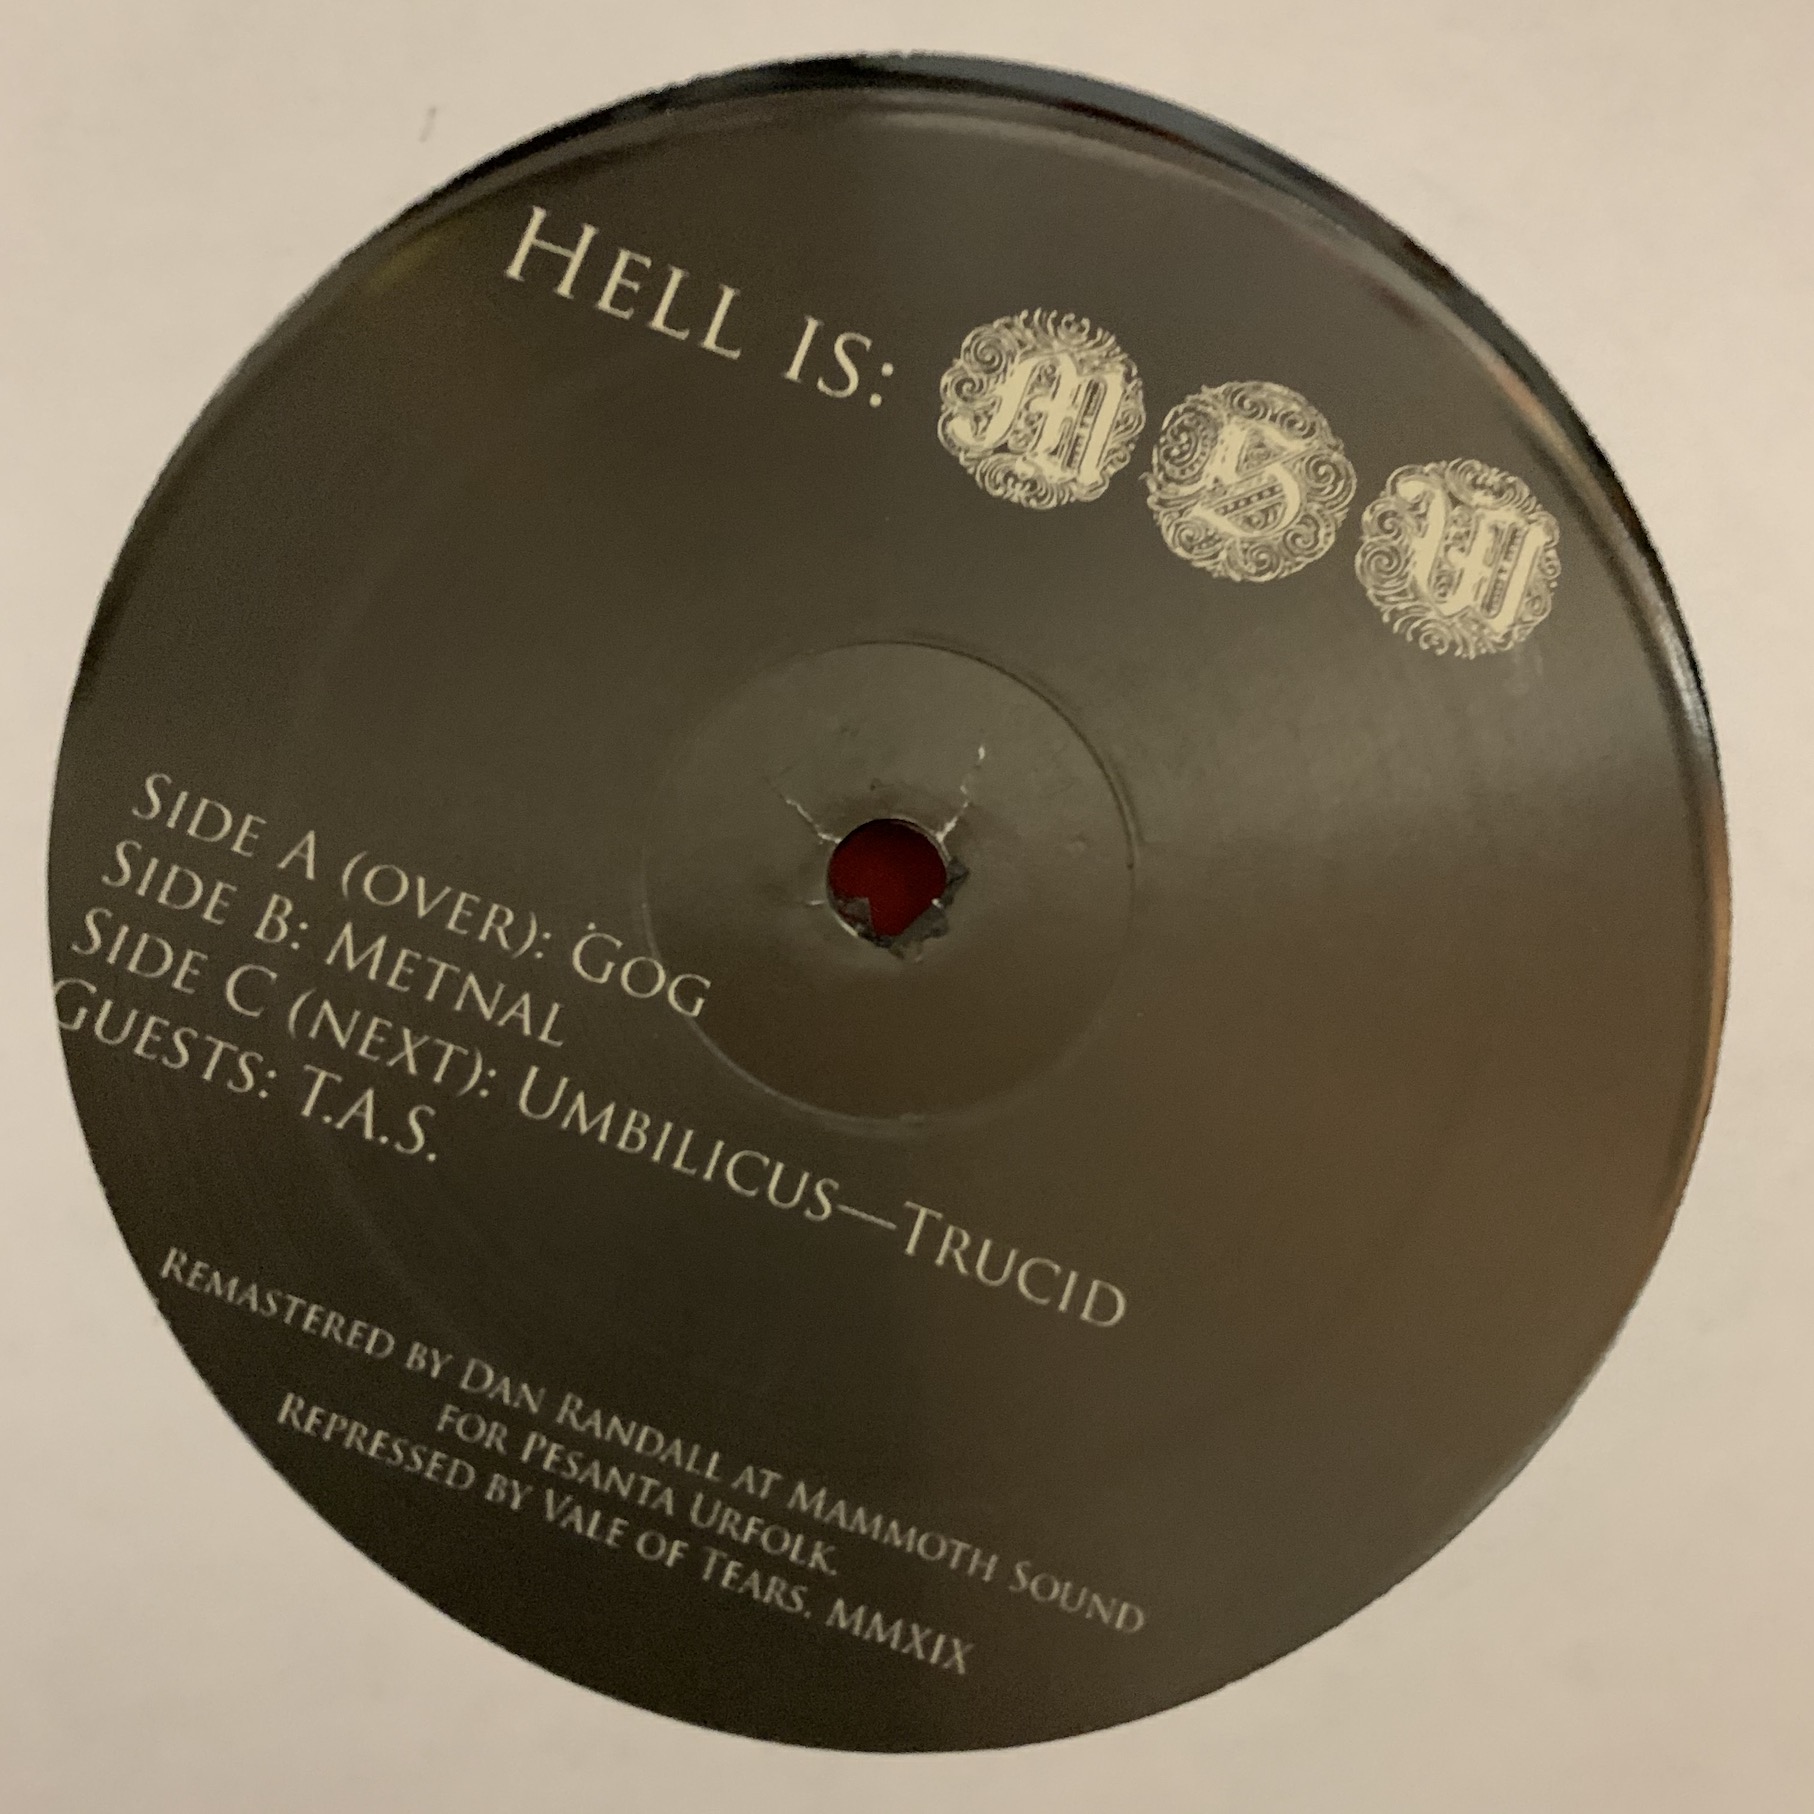 HELL IS: M S W
SIDE A (OVER): GOG
SIDE B: METNAL
SIDE C (NEXT): UMBILICUS—TRUCID
GUESTS: T.A.S.
REMASTERED BY DAN RANDALL AT MAMMOTH SOUND
FOR PESANTA URFOLK.
REPRESSED BY VALE OF TEARS. MMXIX